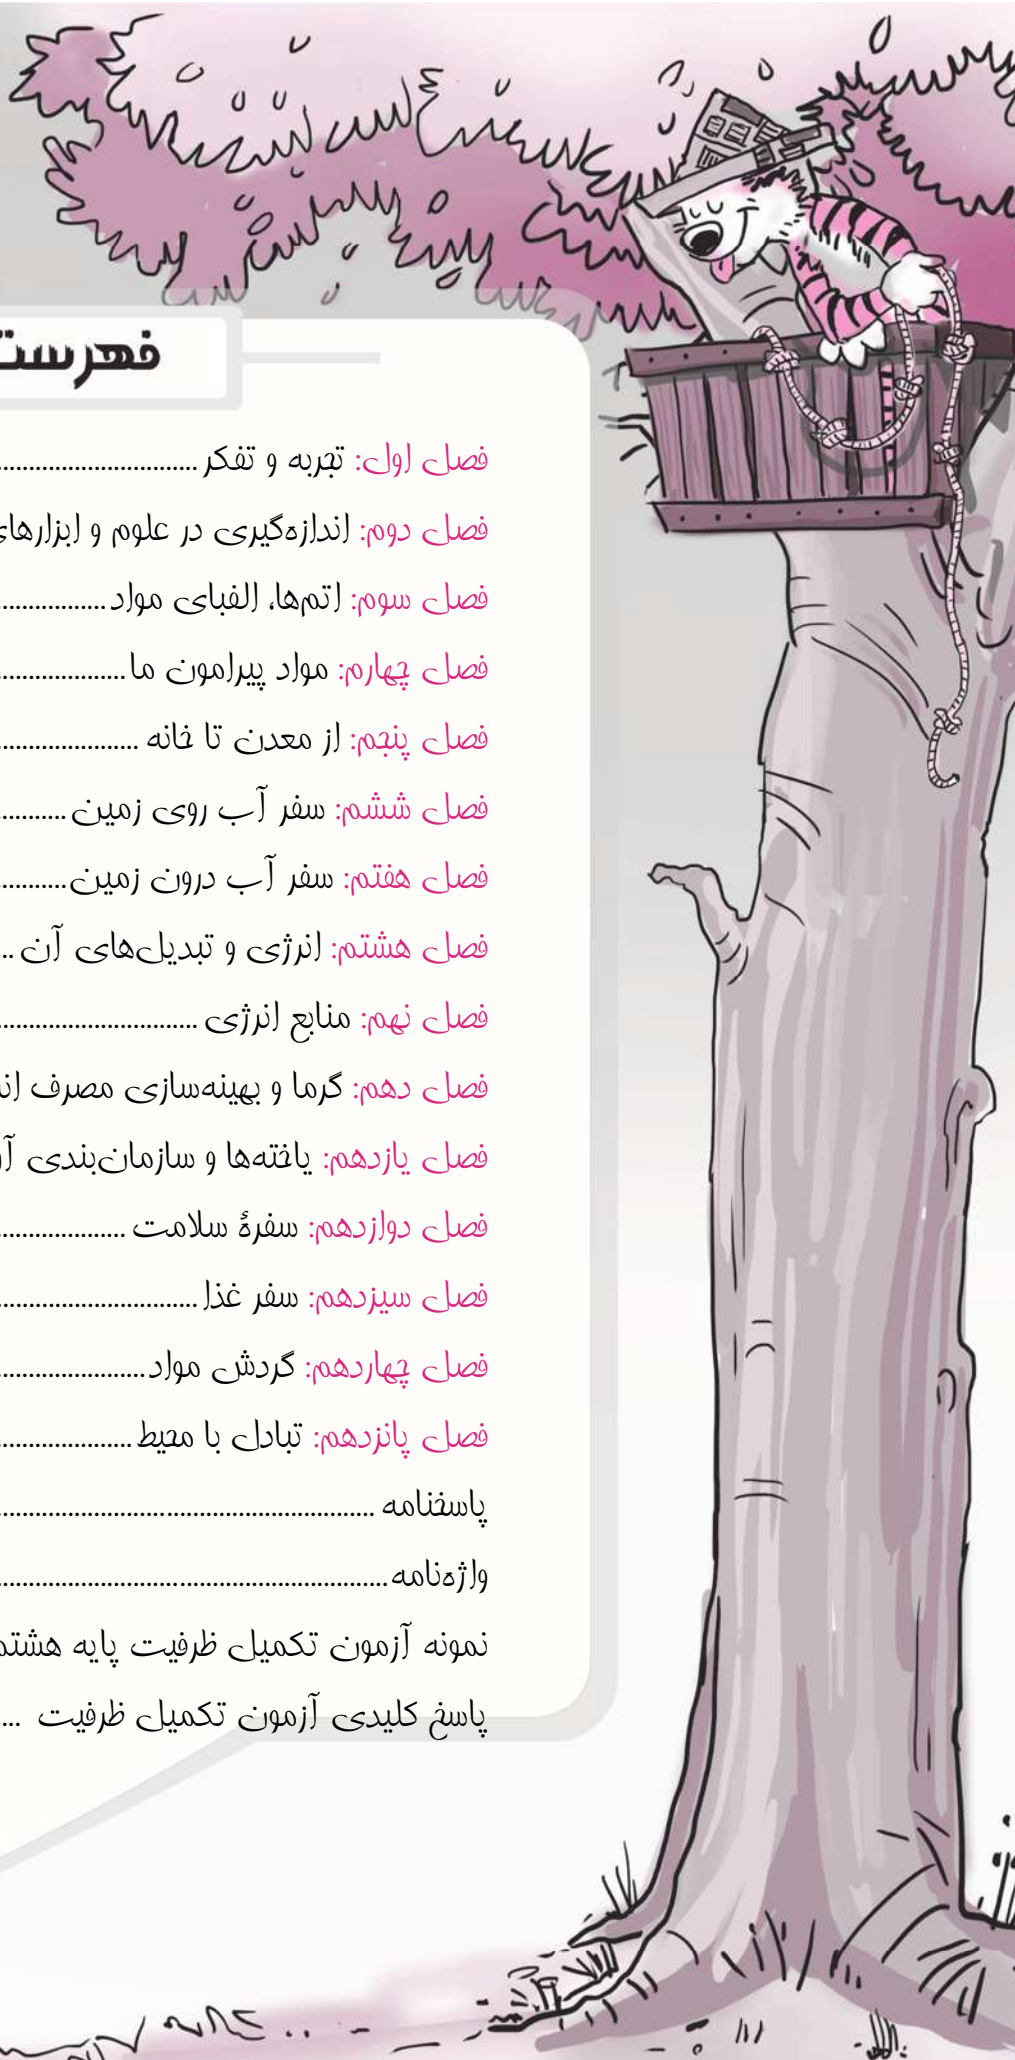 فهرست
فصل اول: تجربه و تفکر ..............................
فصل دوم: اندازه‌گیری در علوم و ابزارهای
فصل سوم: اتم‌ها، الفبای مواد ................
فصل چهارم: مواد پیرامون ما ..................
فصل پنجم: از معدن تا خانه ....................
فصل ششم: سفر آب روی زمین ..........
فصل هفتم: سفر آب درون زمین ..........
فصل هشتم: انرژی و تبدیل‌های آن ..
فصل نهم: منابع انرژی ............................
فصل دهم: گرما و بهینه‌سازی مصرف
فصل یازدهم: یاخته‌ها و سازمان‌بندی
فصل دوازدهم: سفرۀ سلامت ..................
فصل سیزدهم: سفر غذا ............................
فصل چهاردهم: گردش مواد .....................
فصل پانزدهم: تبادل با محیط ...................
پاسخنامه ......................................................
واژه‌نامه ........................................................
نمونه آزمون تکمیل ظرفیت پایه هشتم
پاسخ کلیدی آزمون تکمیل ظرفیت ...